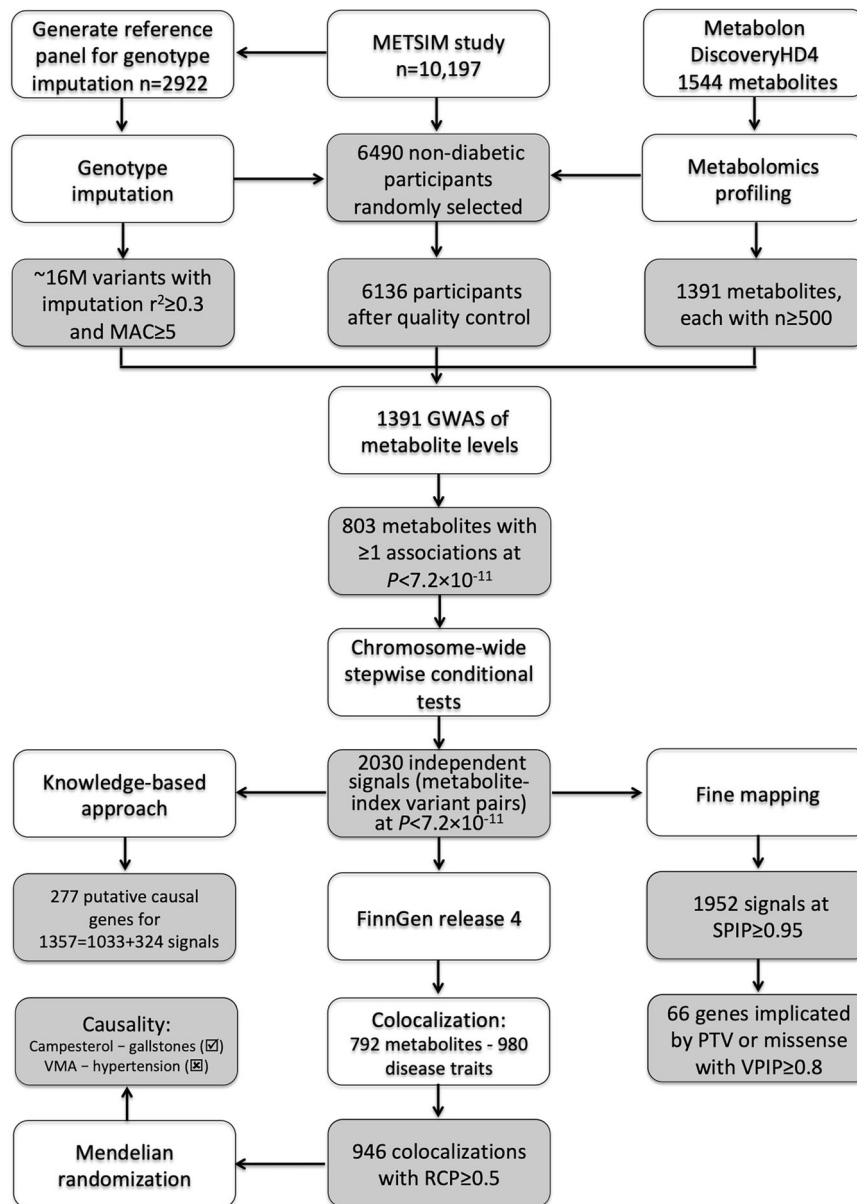 Generate reference
panel for genotype
imputation n=2922
METSIM study
n=10,197
Metabolon
DiscoveryHD4
1544 metabolites
Genotype
imputation
6490 non-diabetic
participants
randomly selected
Metabolomics
profiling
~16M variants with
imputation r²≥0.3
and MAC≥5
6136 participants
after quality control
1391 metabolites,
each with n≥500
1391 GWAS of
metabolite levels
803 metabolites with
≥1 associations at
P<7.2×10⁻¹¹
Chromosome-wide
stepwise conditional
tests
Knowledge-based
approach
2030 independent
signals (metabolite-
index variant pairs)
at P<7.2×10⁻¹¹
Fine mapping
277 putative causal
genes for
1357=1033+324 signals
FinnGen release 4
1952 signals at
SPIP≥0.95
Causality:
Campesterol – gallstones (☑)
VMA – hypertension (☒)
Colocalization:
792 metabolites - 980
disease traits
66 genes implicated
by PTV or missense
with VPIP≥0.8
Mendelian
randomization
946 colocalizations
with RCP≥0.5